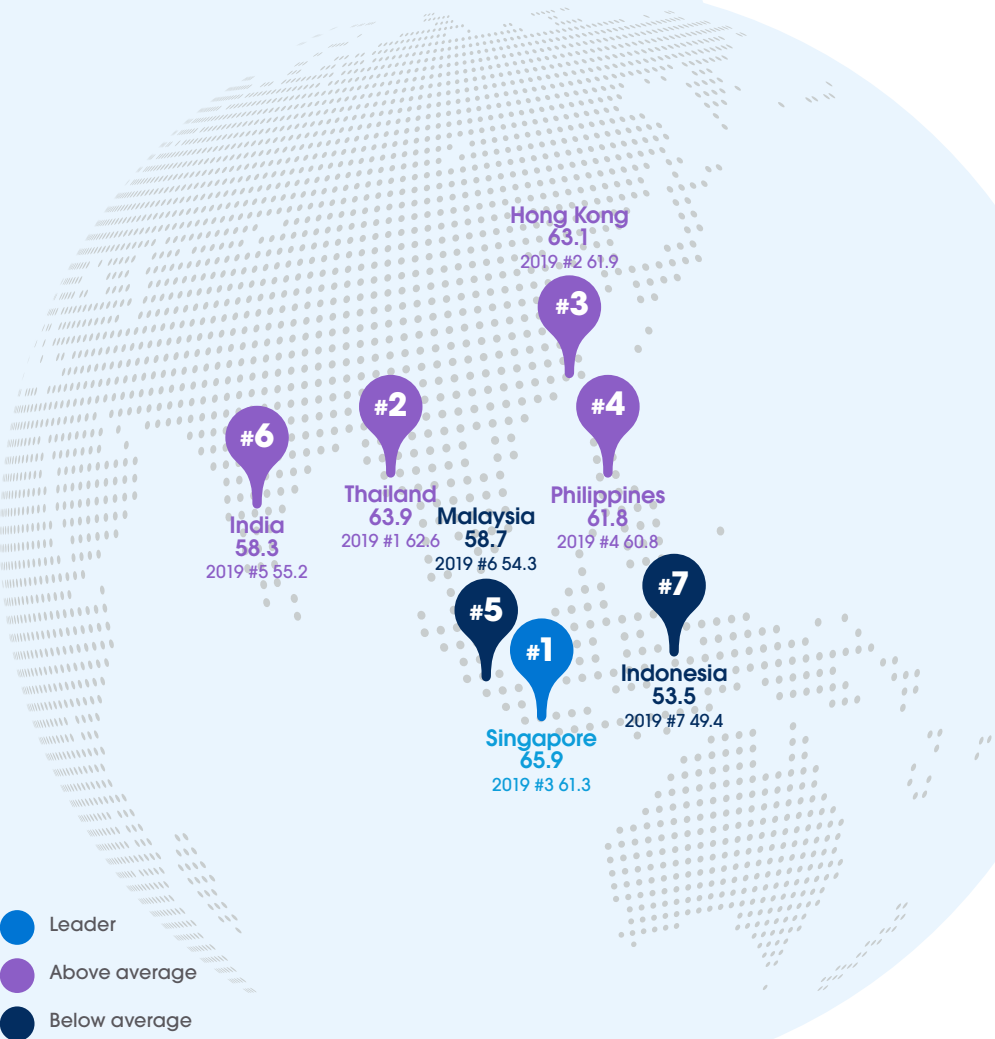 Hong Kong
63.1
2019 #2 61.9
#3
#2
#4
#6
Thailand
63.9
2019 #1 62.6
Malaysia
58.7
2019 #6 54.3
Philippines
61.8
2019 #4 60.8
India
58.3
2019 #5 55.2
#5
#7
#1
Indonesia
53.5
2019 #7 49.4
Singapore
65.9
2019 #3 61.3
Leader
Above average
Below average